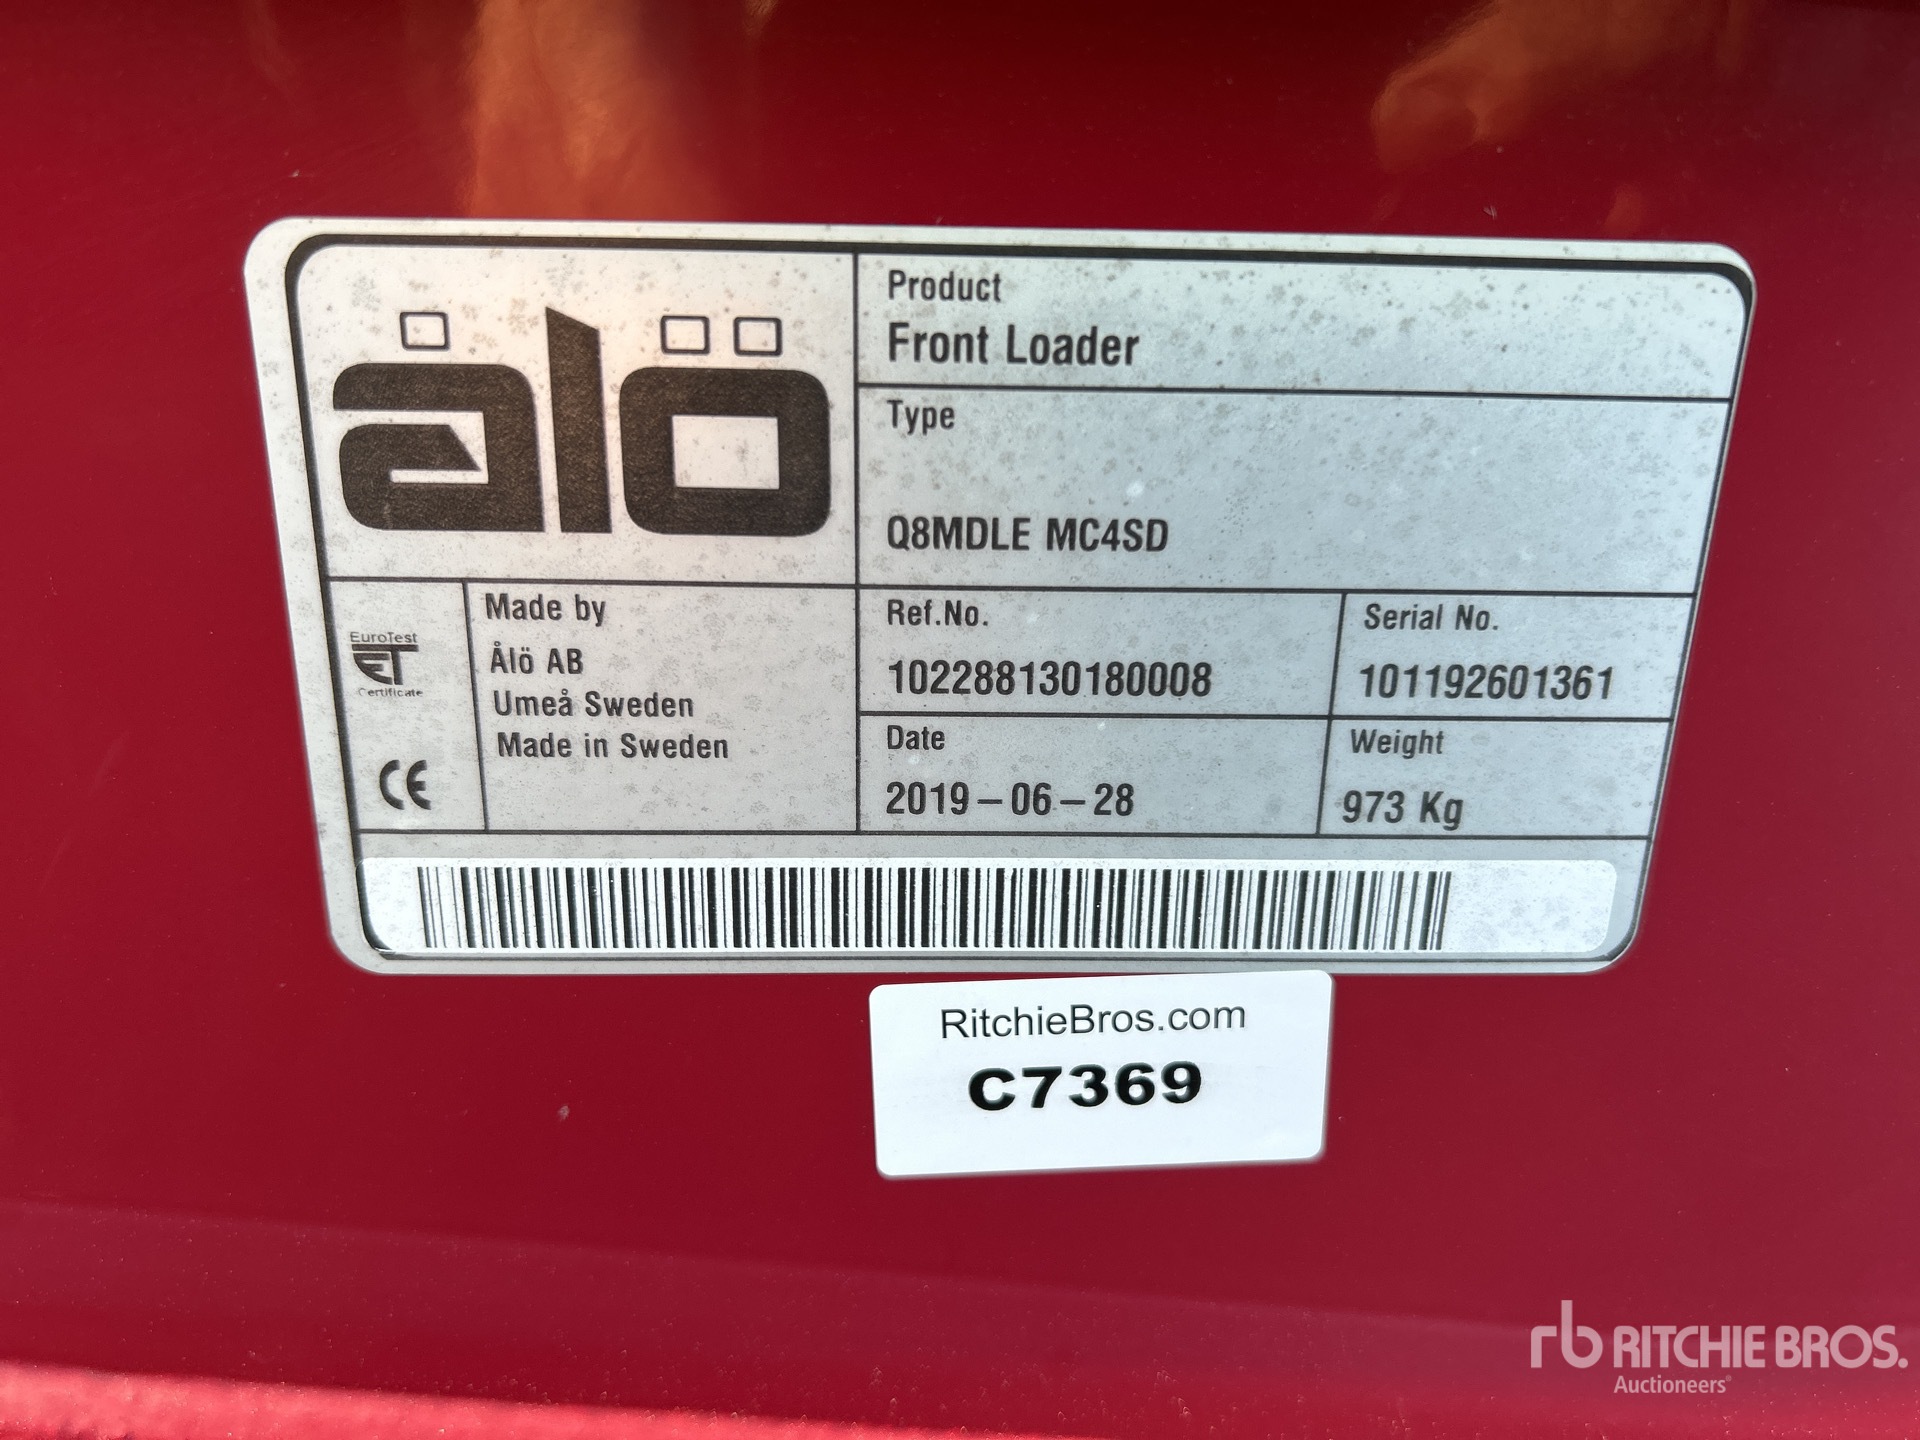 älö
Product
Front Loader
Type
Q8MDLE MC4SD
EuroTest
ET
Certificate
CE
Made by
Ålö AB
Umeå Sweden
Made in Sweden
Ref.No.
102288130180008
Serial No.
101192601361
Date
2019-06-28
Weight
973 Kg
RitchieBros.com
C7369
rb RITCHIE BROS.
Auctioneers